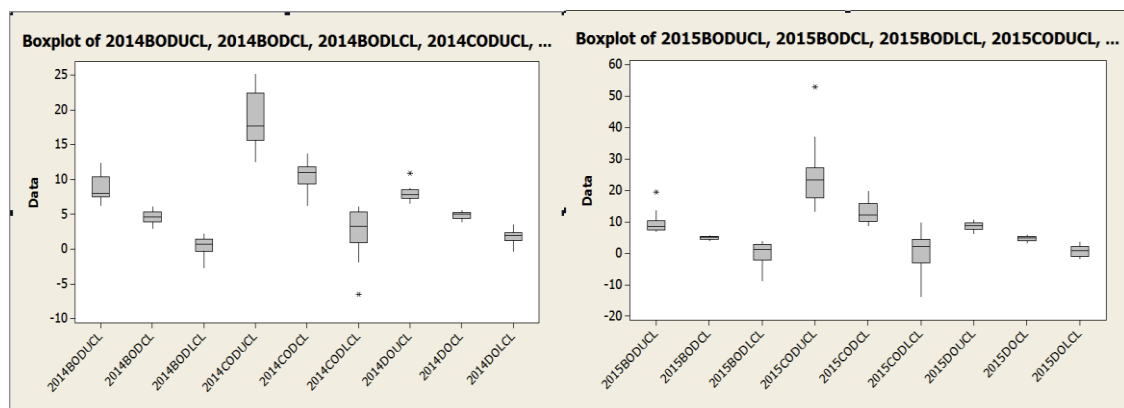 Boxplot of 2014BODUCL, 2014BODCL, 2014BODLCL, 2014CODUCL, ...
25
20
15
10
5
0
-5
-10
Data
2014BODUCL
2014BODCL
2014BODLCL
2014CODUCL
2014CODCL
2014CODLCL
2014DOUCL
2014DOCL
2014DOLCL
Boxplot of 2015BODUCL, 2015BODCL, 2015BODLCL, 2015CODUCL, ...
60
50
40
30
20
10
0
-10
-20
Data
2015BODUCL
2015BODCL
2015BODLCL
2015CODUCL
2015CODCL
2015CODLCL
2015DOUCL
2015DOCL
2015DOLCL